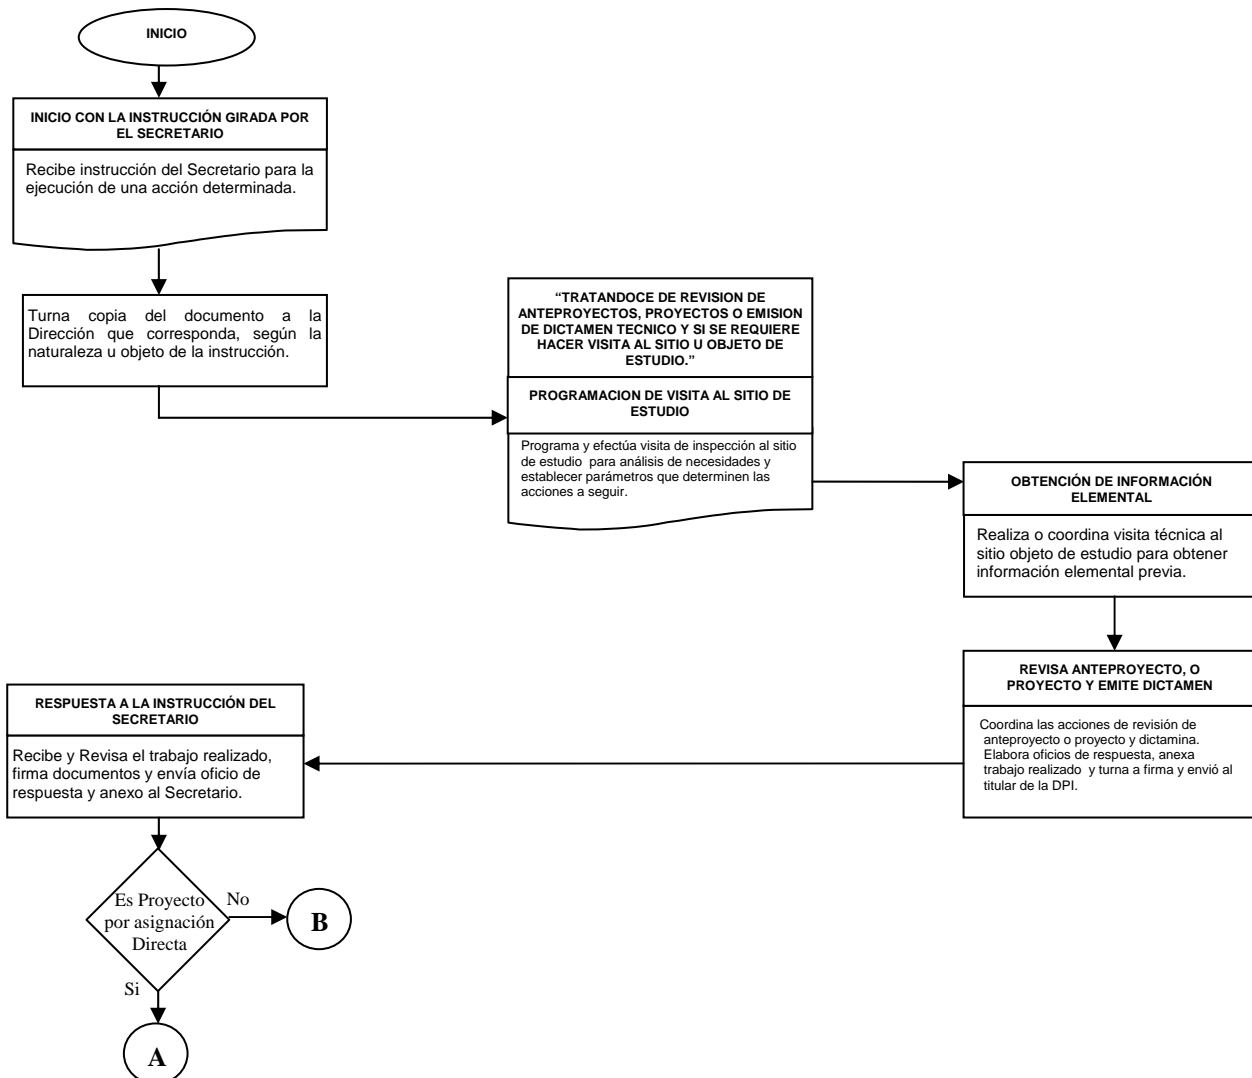 INICIO
INICIO CON LA INSTRUCCIÓN GIRADA POR
EL SECRETARIO
Recibe instrucción del Secretario para la
ejecución de una acción determinada.
Turna copia del documento a la
Dirección que corresponda, según la
naturaleza u objeto de la instrucción.
“TRATANDOCE DE REVISION DE
ANTEPROYECTOS, PROYECTOS O EMISION
DE DICTAMEN TECNICO Y SI SE REQUIERE
HACER VISITA AL SITIO U OBJETO DE
ESTUDIO.”
PROGRAMACION DE VISITA AL SITIO DE
ESTUDIO
Programa y efectúa visita de inspección al sitio
de estudio para análisis de necesidades y
establecer parámetros que determinen las
acciones a seguir.
OBTENCIÓN DE INFORMACIÓN
ELEMENTAL
Realiza o coordina visita técnica al
sitio objeto de estudio para obtener
información elemental previa.
REVISA ANTEPROYECTO, O
PROYECTO Y EMITE DICTAMEN
Coordina las acciones de revisión de
anteproyecto o proyecto y dictamina.
Elabora oficios de respuesta, anexa
trabajo realizado y turna a firma y envió al
titular de la DPI.
RESPUESTA A LA INSTRUCCIÓN DEL
SECRETARIO
Recibe y Revisa el trabajo realizado,
firma documentos y envía oficio de
respuesta y anexo al Secretario.
Es Proyecto
por asignación
Directa
No
B
Si
A